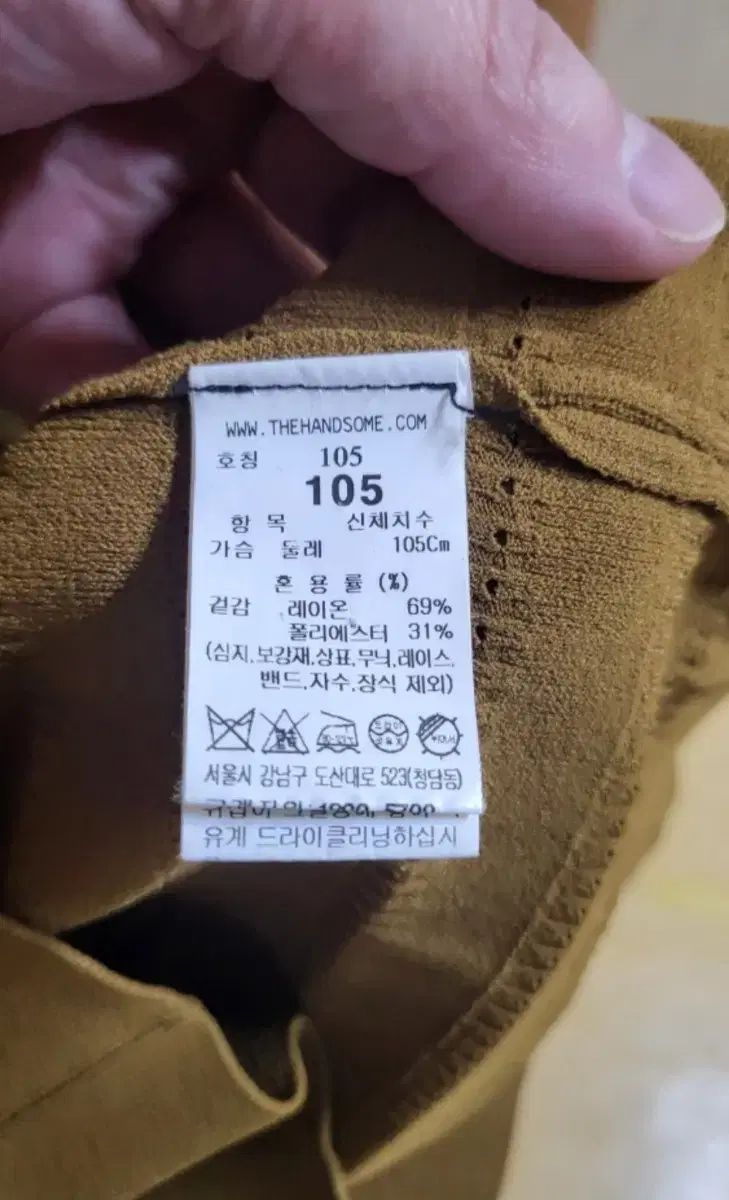 WWW.THEHANDSOME.COM
호칭 105
105
항 목 신체치수
가슴 둘레 105Cm
혼 용 률 (%)
겉감 레이온 69%
폴리에스터 31%
(심지,보강재,상표,무늬,레이스,
밴드,자수,장식 제외)
서울시 강남구 도산대로 523(청담동)
유계 드라이클리닝하십시